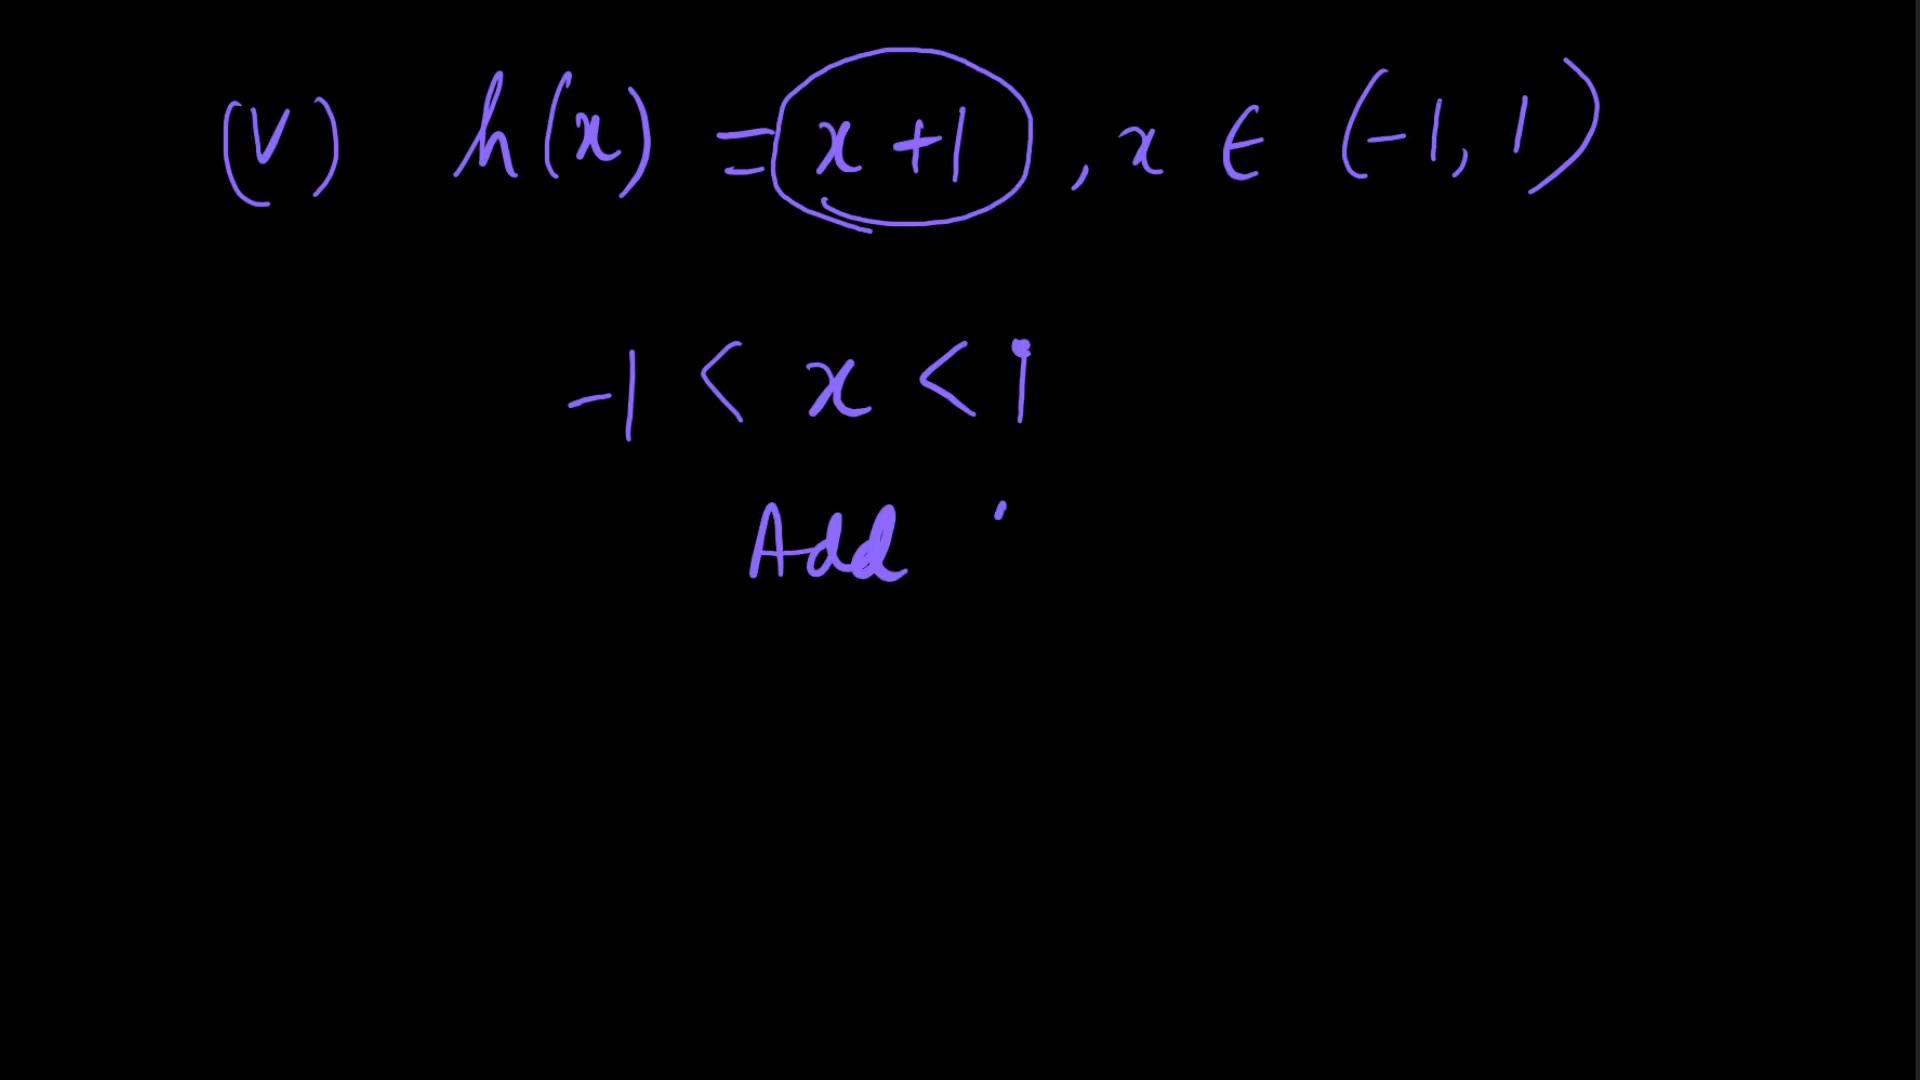 (V) h(x) = x + 1 , x ∈ (-1, 1)
-1 < x < 1
Add